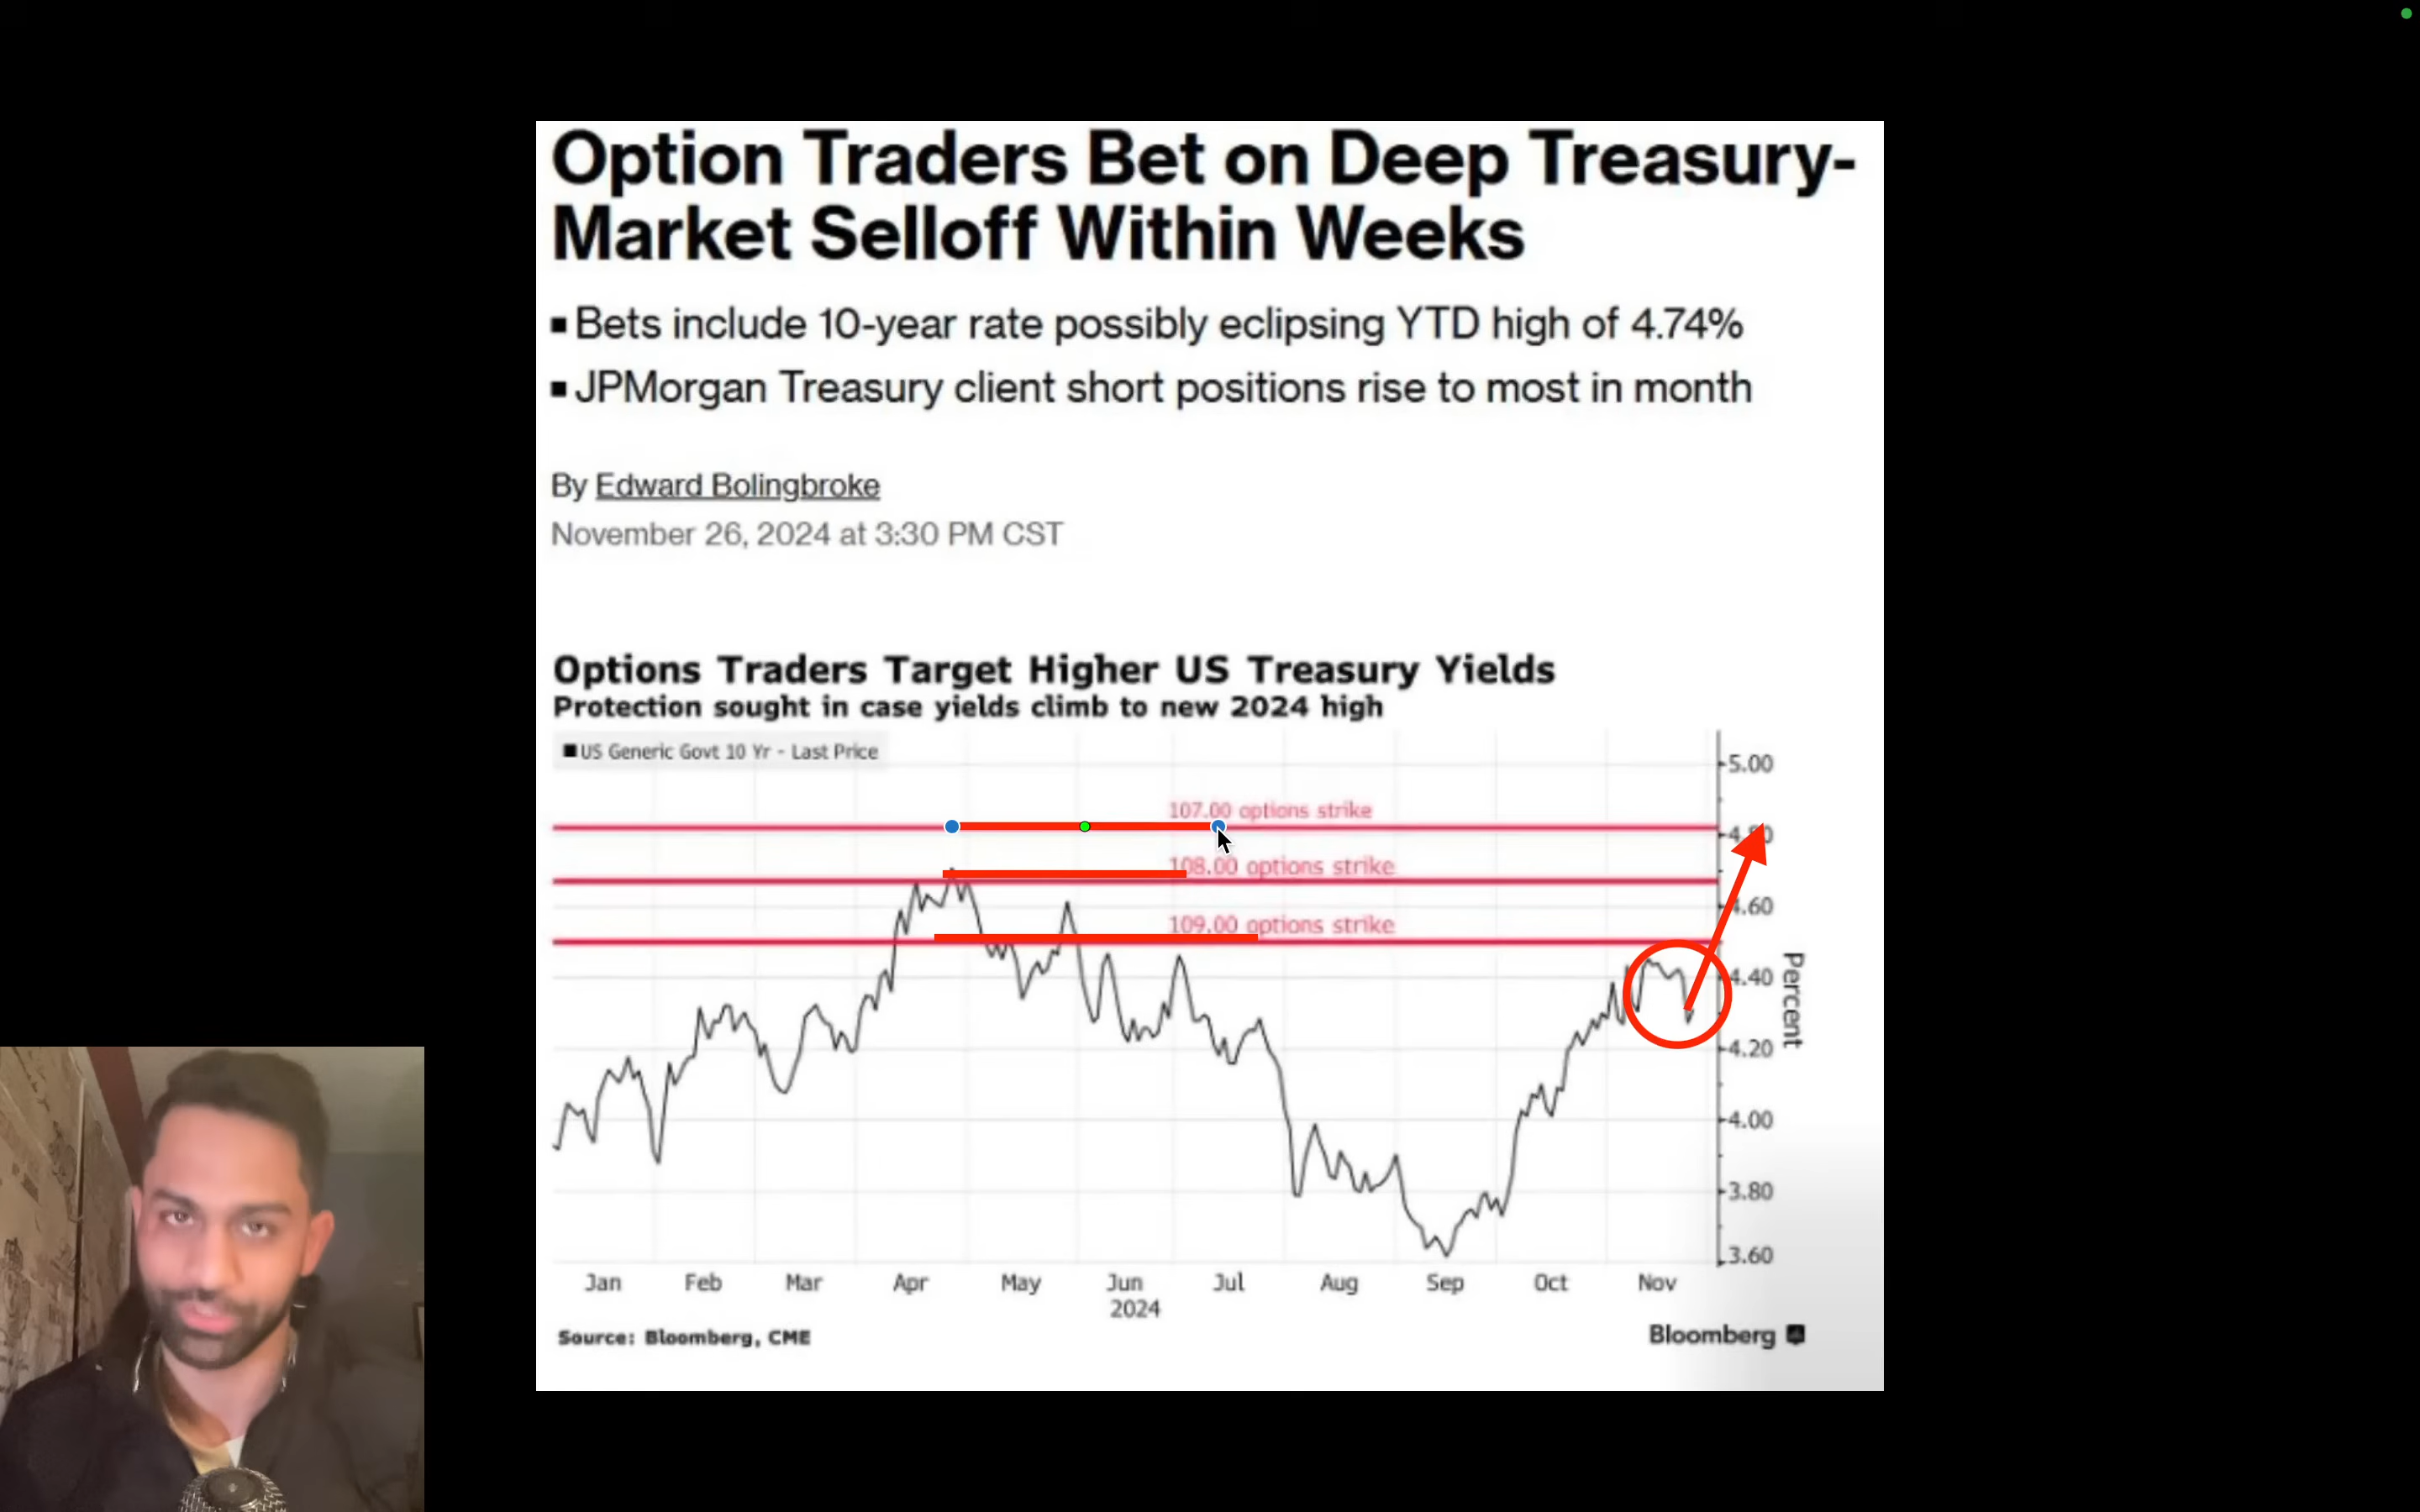 Option Traders Bet on Deep Treasury-
Market Selloff Within Weeks
▪ Bets include 10-year rate possibly eclipsing YTD high of 4.74%
▪ JPMorgan Treasury client short positions rise to most in month
By Edward Bolingbroke
November 26, 2024 at 3:30 PM CST
Options Traders Target Higher US Treasury Yields
Protection sought in case yields climb to new 2024 high
US Generic Govt 10 Yr - Last Price
5.00
107.00 options strike
4.80
108.00 options strike
4.60
109.00 options strike
4.40
Percent
4.20
4.00
3.80
3.60
Jan Feb Mar Apr May Jun Jul Aug Sep Oct Nov
2024
Source: Bloomberg, CME
Bloomberg